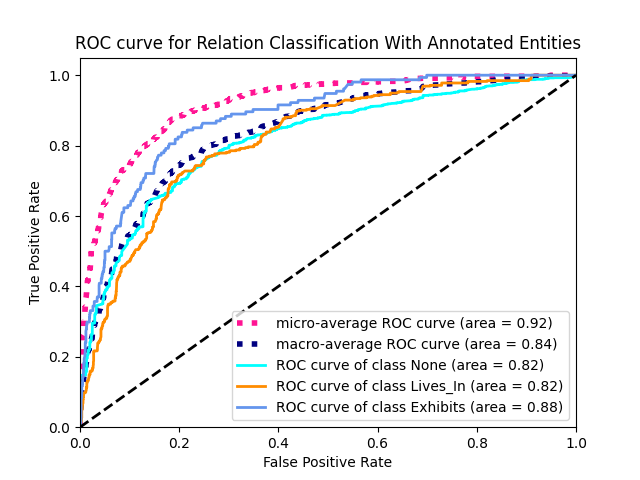 ROC curve for Relation Classification With Annotated Entities
True Positive Rate
1.0
0.8
0.6
0.4
0.2
0.0
micro-average ROC curve (area = 0.92)
macro-average ROC curve (area = 0.84)
ROC curve of class None (area = 0.82)
ROC curve of class Lives_In (area = 0.82)
ROC curve of class Exhibits (area = 0.88)
0.0 0.2 0.4 0.6 0.8 1.0
False Positive Rate